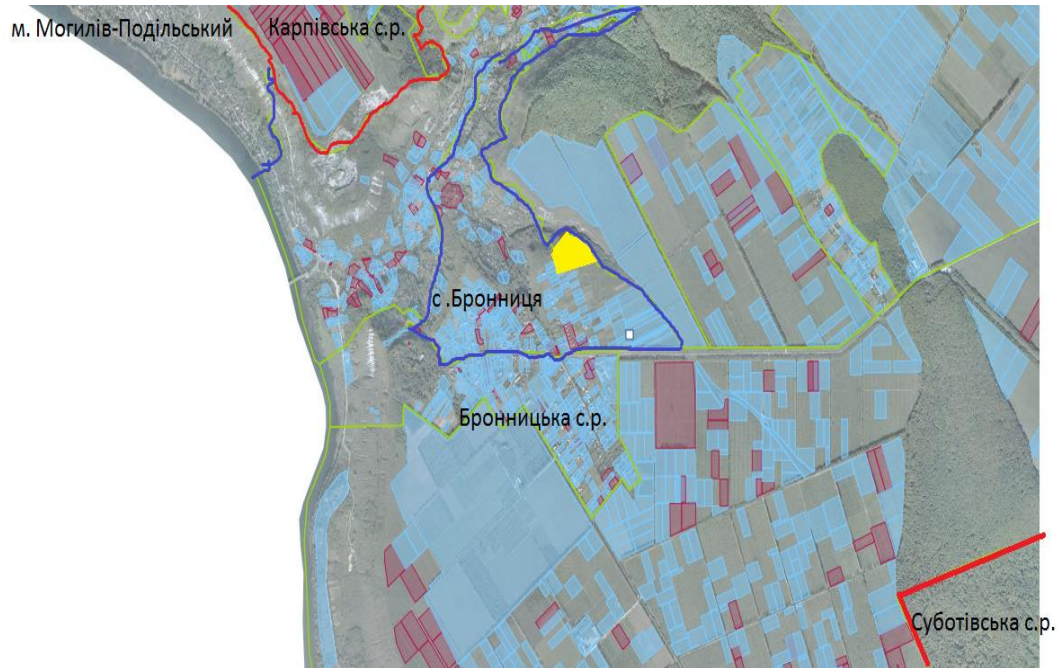 м. Могилів-Подільський
Карпівська с.р.
с .Бронниця
Бронницька с.р.
Суботівська с.р.